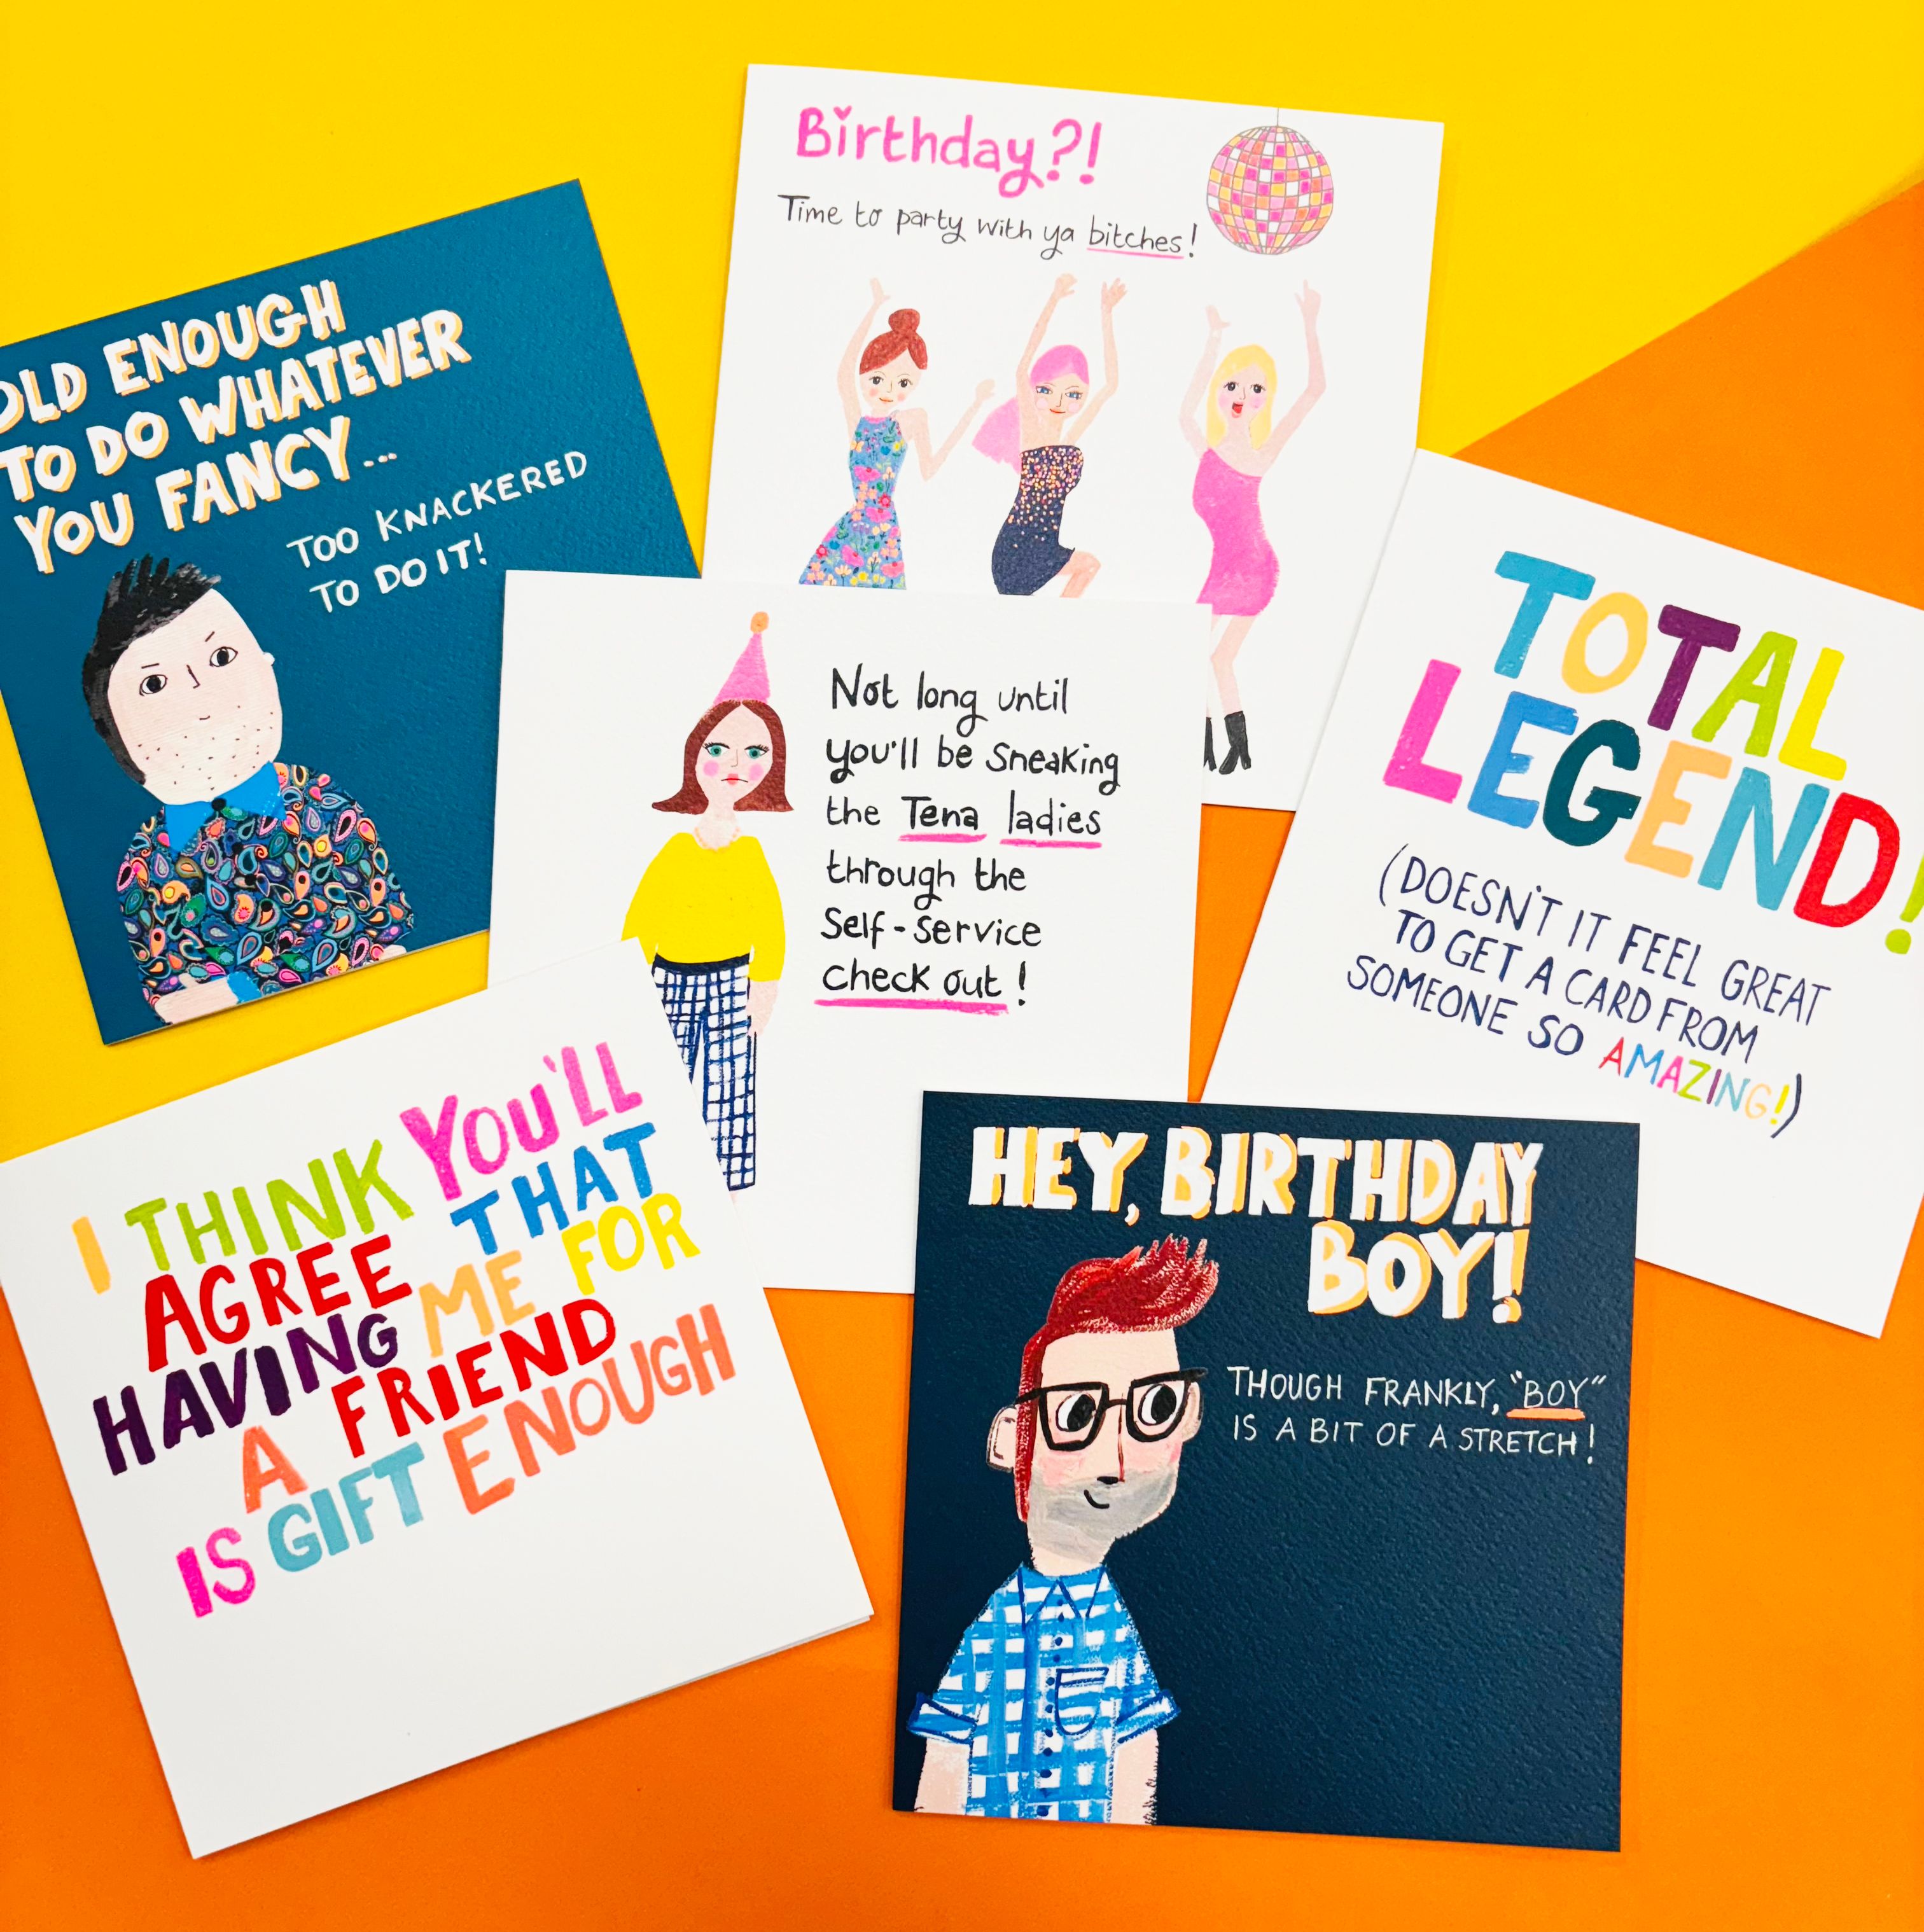 Birthday?!
Time to party with ya bitches!
OLD ENOUGH
TO DO WHATEVER
YOU FANCY...
TOO KNACKERED
TO DO IT!
Not long until
you'll be sneaking
the Tena ladies
through the
self-service
check out!
TOTAL
LEGEND!
(DOESN'T IT FEEL GREAT
TO GET A CARD FROM
SOMEONE SO AMAZING!)
I THINK YOU'LL
AGREE THAT
HAVING ME FOR
A FRIEND
IS GIFT ENOUGH
HEY, BIRTHDAY
BOY!
THOUGH FRANKLY, "BOY"
IS A BIT OF A STRETCH!